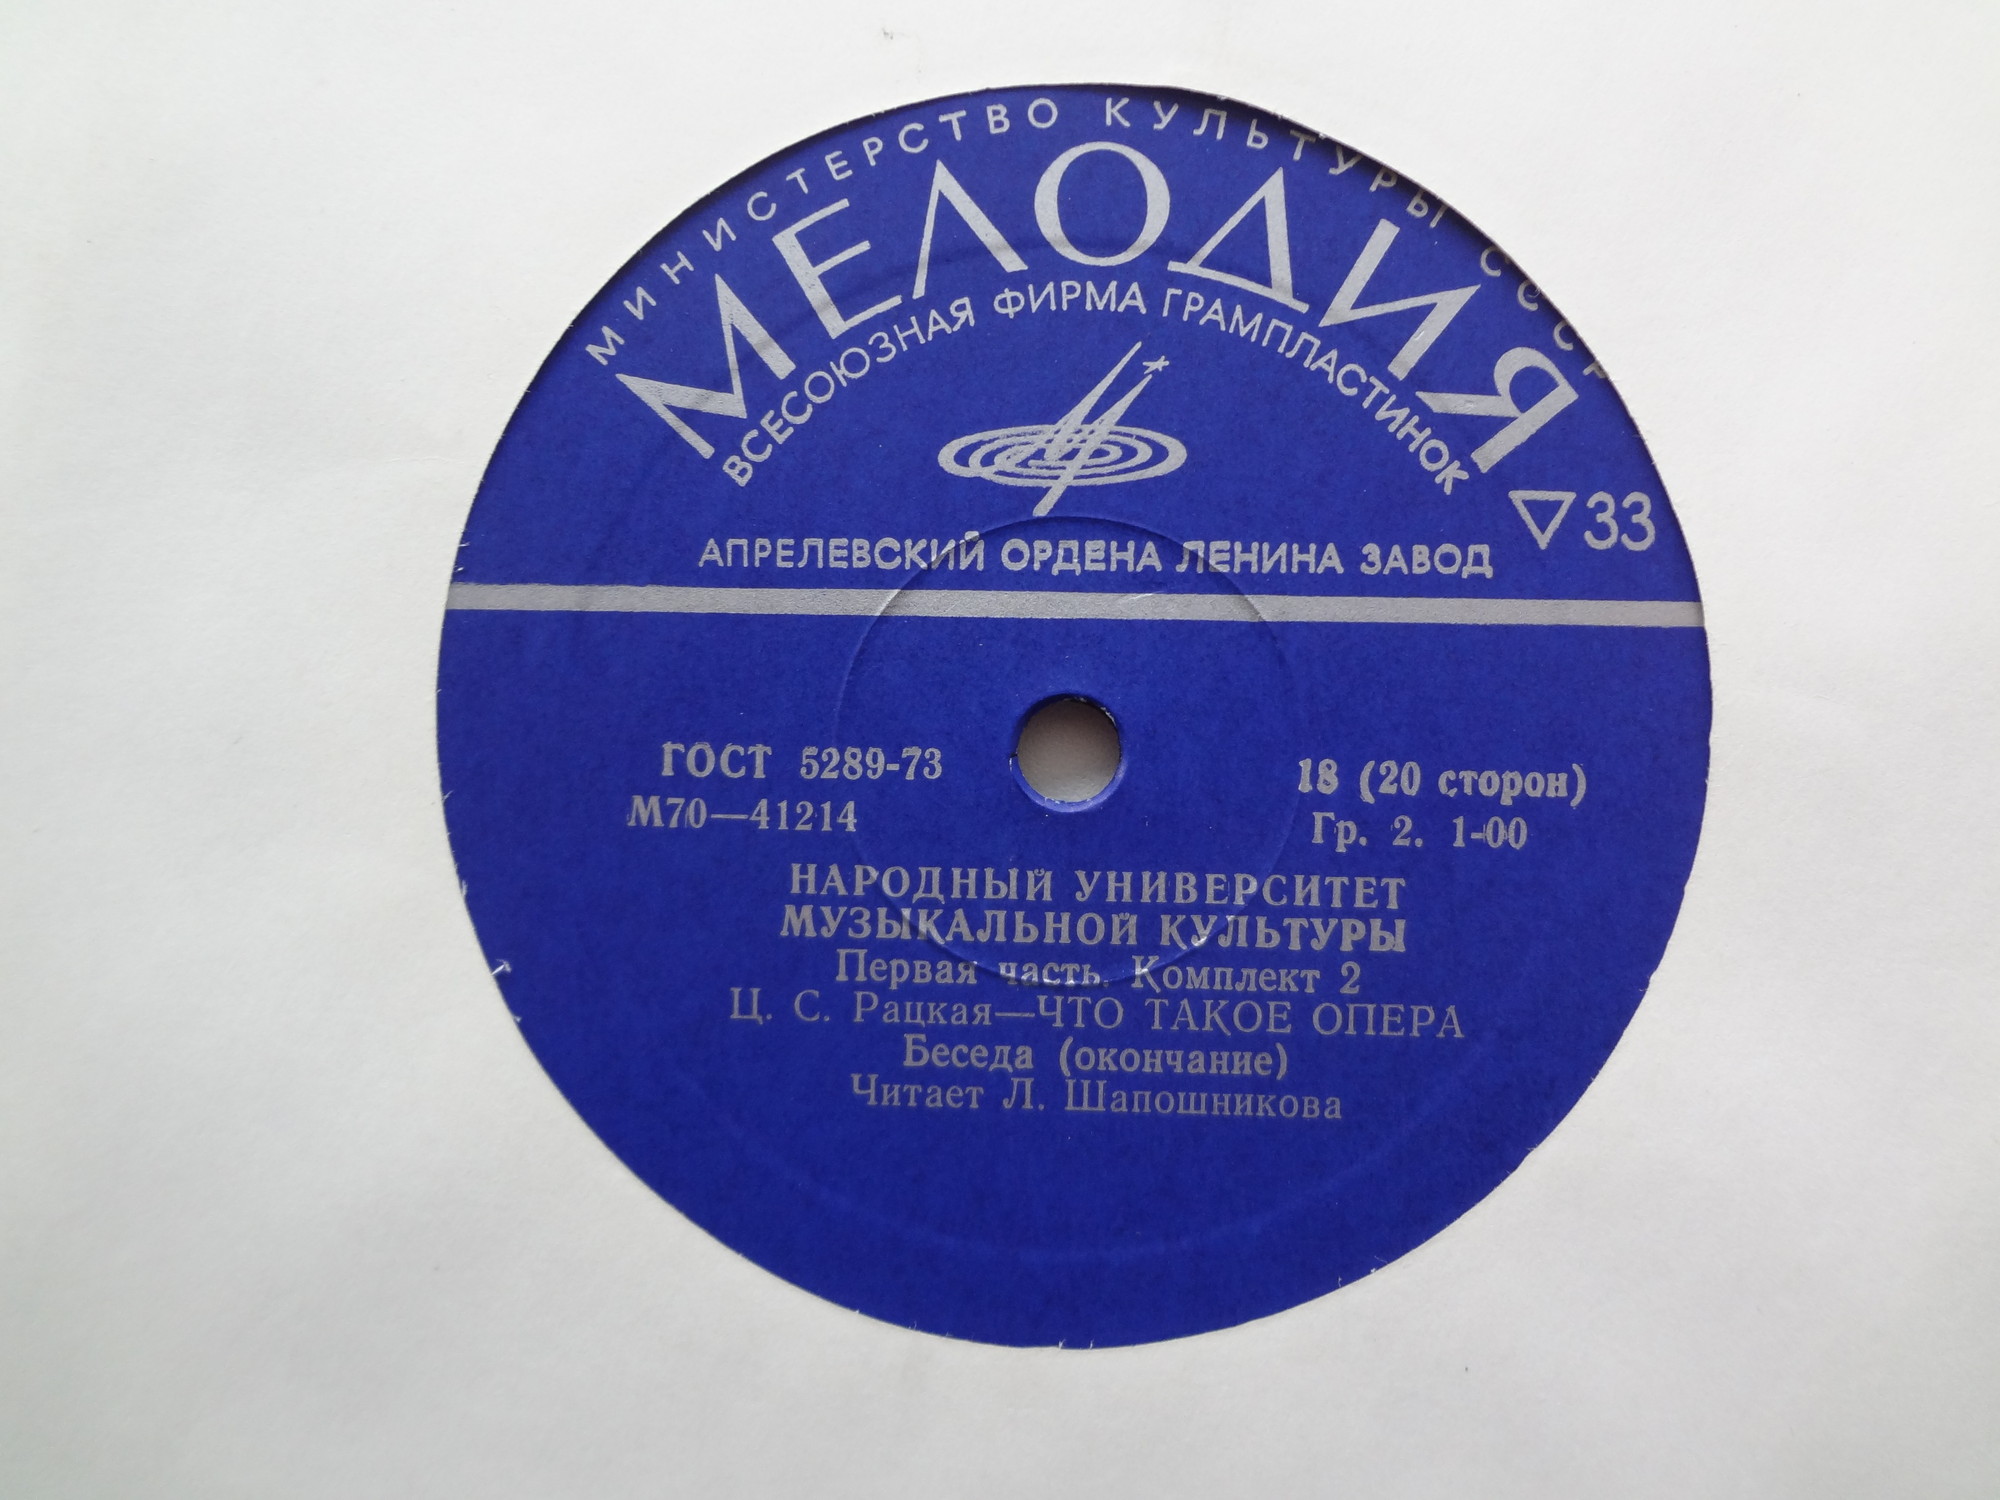 МИНИСТЕРСТВО КУЛЬТУРЫ СССР
МЕЛОДИЯ
ВСЕСОЮЗНАЯ ФИРМА ГРАМПЛАСТИНОК
▽33
АПРЕЛЕВСКИЙ ОРДЕНА ЛЕНИНА ЗАВОД
ГОСТ 5289-73
М70—41214
18 (20 сторон)
Гр. 2. 1-00
НАРОДНЫЙ УНИВЕРСИТЕТ
МУЗЫКАЛЬНОЙ КУЛЬТУРЫ
Первая часть. Комплект 2
Ц. С. Рацкая—ЧТО ТАКОЕ ОПЕРА
Беседа (окончание)
Читает Л. Шапошникова